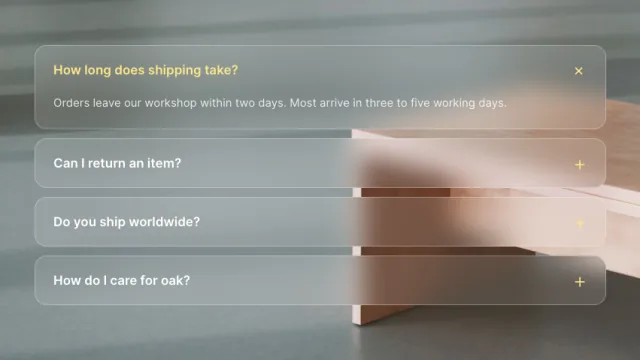 How long does shipping take?
Orders leave our workshop within two days. Most arrive in three to five working days.
Can I return an item?
Do you ship worldwide?
How do I care for oak?